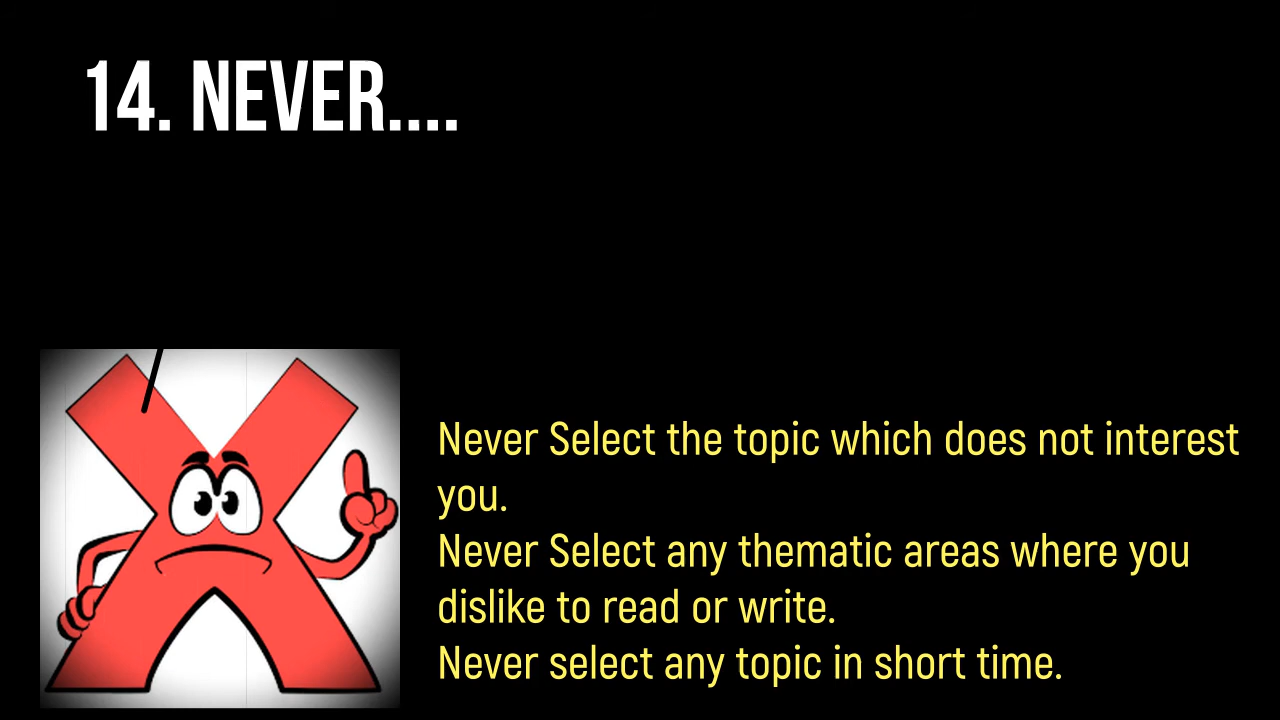 14. NEVER....
Never Select the topic which does not interest
you.
Never Select any thematic areas where you
dislike to read or write.
Never select any topic in short time.